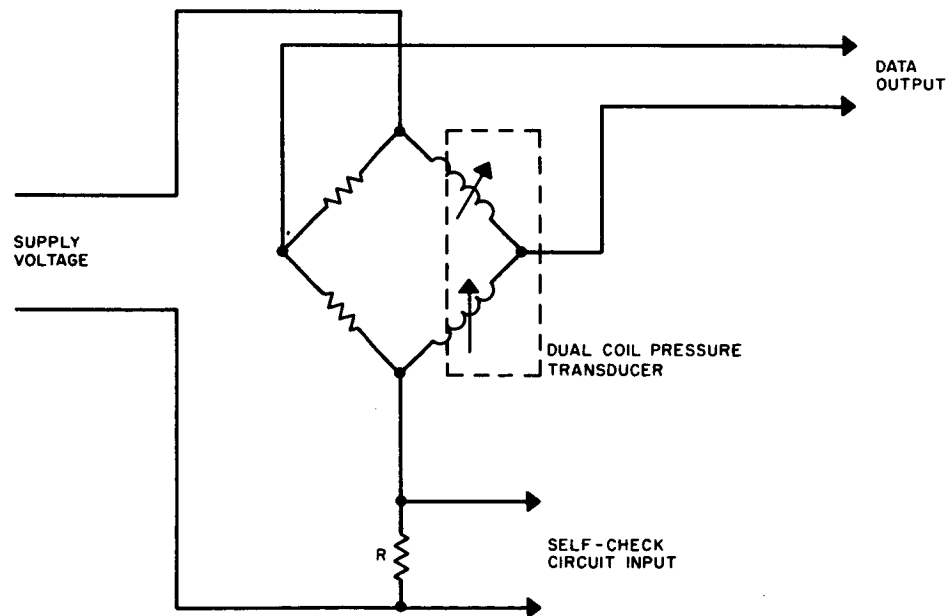 DATA
OUTPUT
SUPPLY
VOLTAGE
DUAL COIL PRESSURE
TRANSDUCER
R
SELF-CHECK
CIRCUIT INPUT